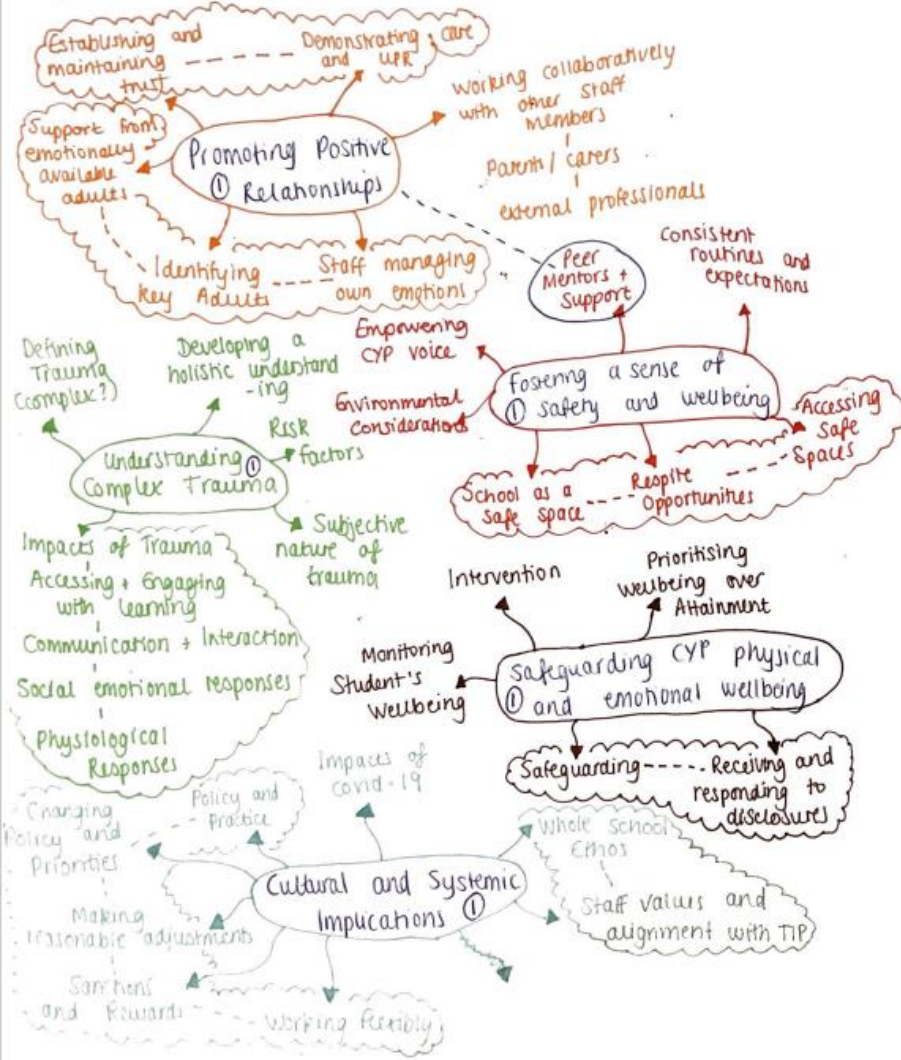 Establishing and
maintaining
trust
Demonstrating care
and UPR
Working collaboratively
with other staff
members
Parents/carers
external professionals
Support from
emotionally
available
adults
Promoting Positive
① Relationships
Identifying
key Adults
Staff managing
own emotions
Peer
Mentors +
Support
Consistent
routines and
expectations
Empowering
CYP voice
Environmental
Considerations
Fostering a sense of
① safety and wellbeing
Accessing
Safe
Spaces
School as a
safe space
Respite
Opportunities
Defining
Trauma
(complex?)
Developing a
holistic understand
-ing
Risk
factors
Understanding ①
Complex Trauma
Subjective
nature of
trauma
Impacts of Trauma
Accessing + Engaging
with learning
Communication + Interaction
Social emotional responses
Physiological
Responses
Intervention
Prioritising
Wellbeing over
Attainment
Monitoring
Student's
Wellbeing
Safeguarding CYP physical
① and emotional wellbeing
Safeguarding
Receiving and
responding to
disclosures
Impacts of
Covid-19
Changing
Policy and
Priorities
Policy and
Practice
Whole School
Ethos
Cultural and Systemic
Implications ①
Staff values and
alignment with TIP
Making
reasonable adjustments
Sanctions
and Rewards
Working flexibly